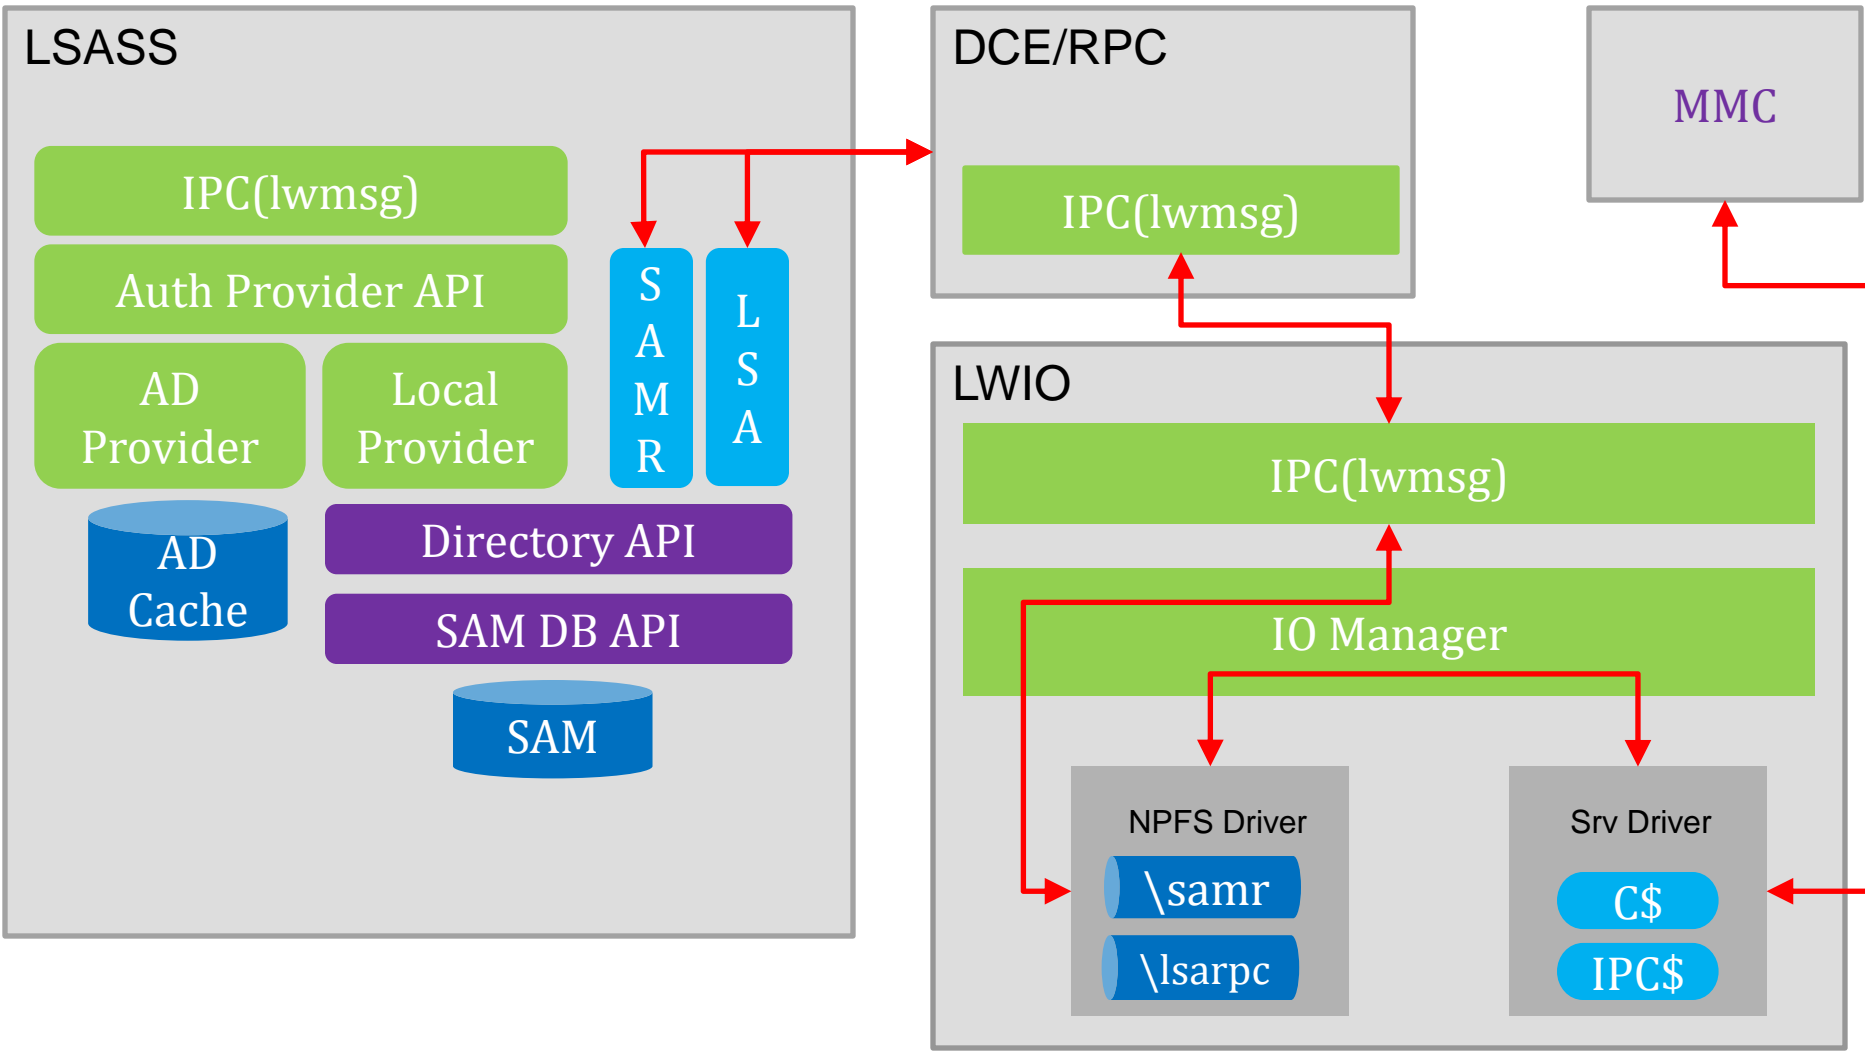 LSASS
IPC(lwmsg)
Auth Provider API
AD
Provider
Local
Provider
S
A
M
R
L
S
A
AD
Cache
Directory API
SAM DB API
SAM
DCE/RPC
IPC(lwmsg)
MMC
LWIO
IPC(lwmsg)
IO Manager
NPFS Driver
\samr
\lsarpc
Srv Driver
C$
IPC$